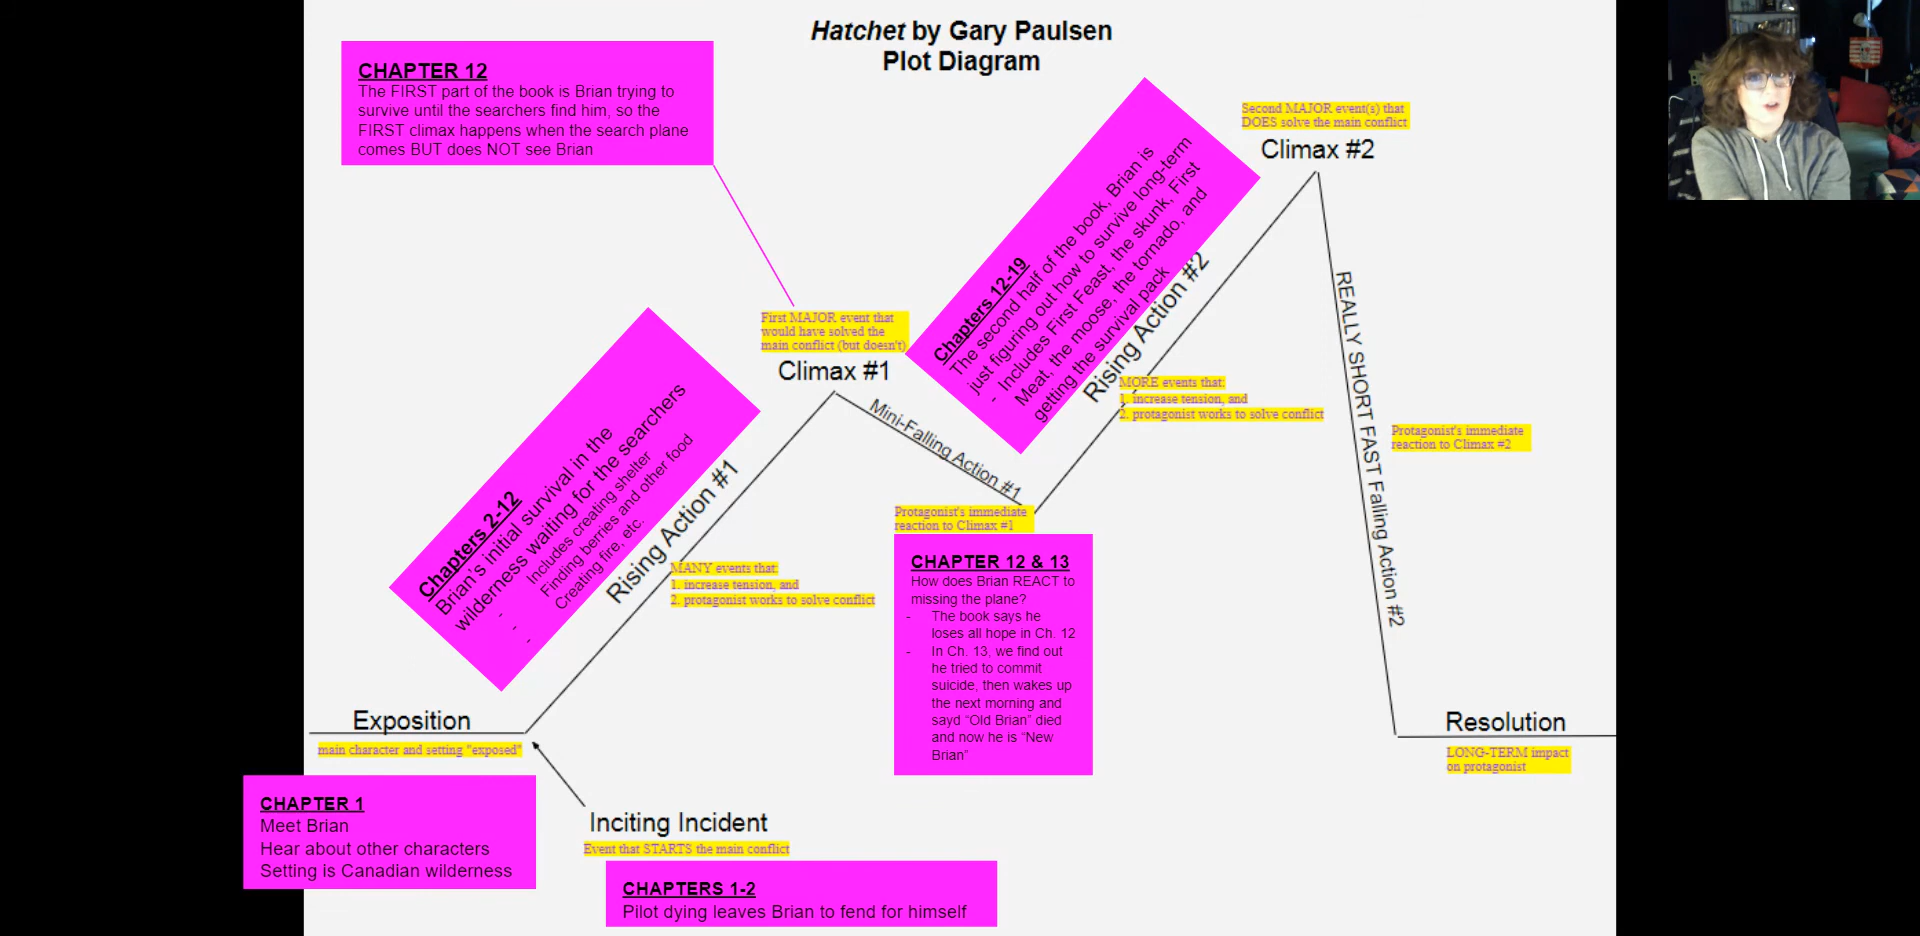 Hatchet by Gary Paulsen
Plot Diagram
CHAPTER 12
The FIRST part of the book is Brian trying to
survive until the searchers find him, so the
FIRST climax happens when the search plane
comes BUT does NOT see Brian
Second MAJOR event(s) that
DOES solve the main conflict
Climax #2
Chapters 12-19
The second half of the book, Brian is
just figuring out how to survive long-term
- Includes First Feast, the skunk, First
Meat, the moose, the tornado, and
getting the survival pack
Rising Action #2
MORE events that:
1. increase tension, and
2. protagonist works to solve conflict
First MAJOR event that
would have solved the
main conflict (but doesn't)
Climax #1
Mini-Falling Action #1
Protagonist's immediate
reaction to Climax #1
CHAPTER 12 & 13
How does Brian REACT to
missing the plane?
- The book says he
loses all hope in Ch. 12
- In Ch. 13, we find out
he tried to commit
suicide, then wakes up
the next morning and
sayd “Old Brian” died
and now he is “New
Brian”
Chapters 2-12
Brian's initial survival in the
wilderness waiting for the searchers
- Includes creating shelter
- Finding berries and other food
- Creating fire, etc.
Rising Action #1
MANY events that:
1. increase tension, and
2. protagonist works to solve conflict
REALLY SHORT FAST Falling Action #2
Protagonist's immediate
reaction to Climax #2
Exposition
main character and setting "exposed"
CHAPTER 1
Meet Brian
Hear about other characters
Setting is Canadian wilderness
Inciting Incident
Event that STARTS the main conflict
CHAPTERS 1-2
Pilot dying leaves Brian to fend for himself
Resolution
LONG-TERM impact
on protagonist